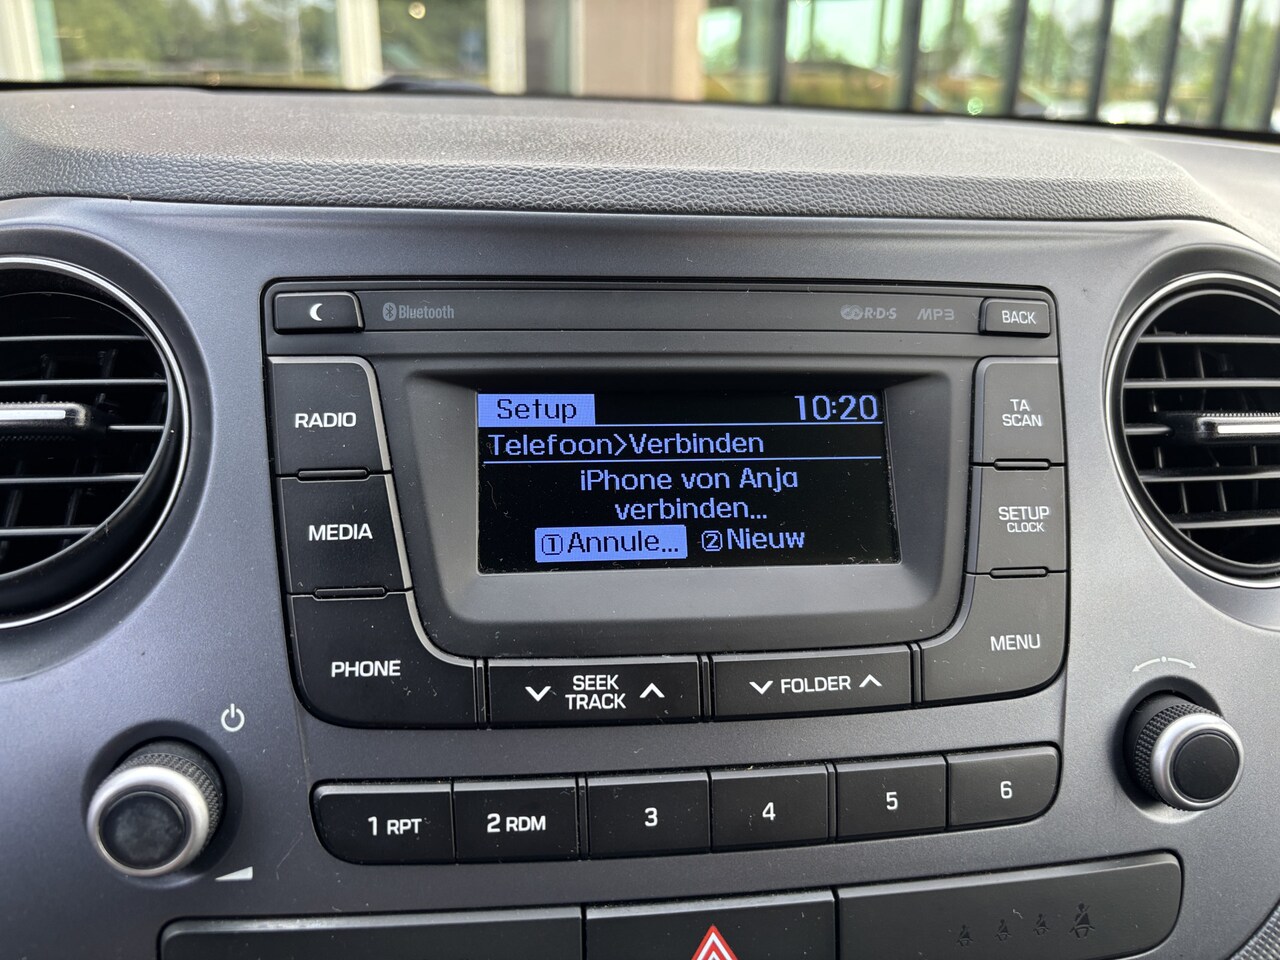 Bluetooth
R·D·S
MP3
BACK
RADIO
MEDIA
PHONE
Setup
10:20
Telefoon>Verbinden
iPhone von Anja
verbinden...
①Annule...
②Nieuw
TA
SCAN
SETUP
CLOCK
MENU
SEEK
TRACK
FOLDER
1 RPT
2 RDM
3
4
5
6